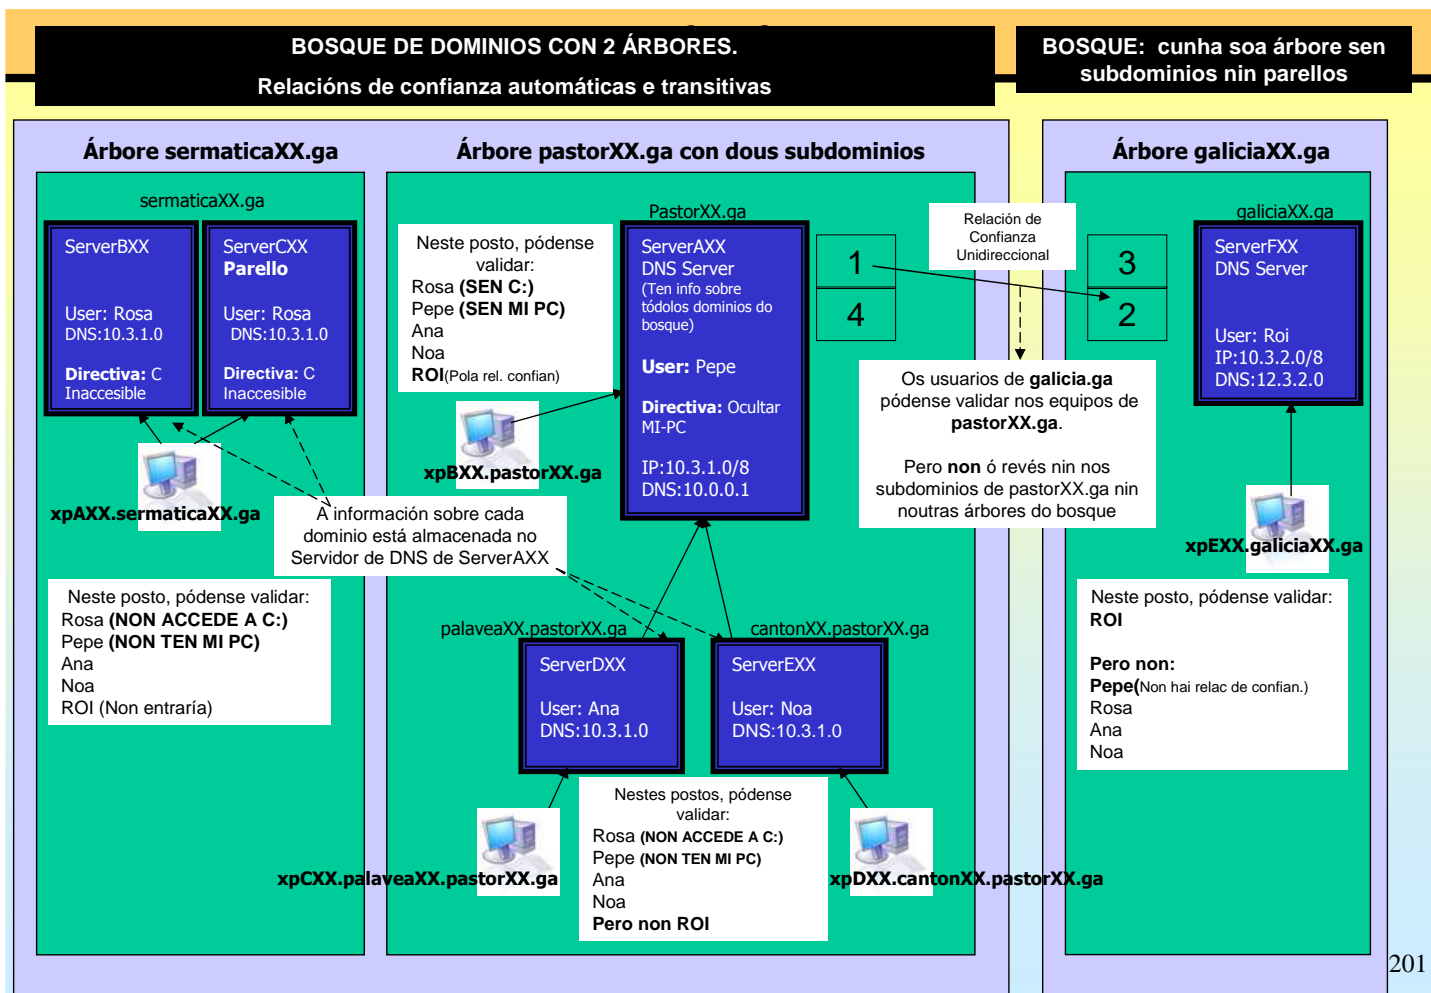 BOSQUE DE DOMINIOS CON 2 ÁRBORES.
Relacións de confianza automáticas e transitivas
BOSQUE: cunha soa árbore sen
subdominios nin parellos
Árbore sermaticaXX.ga
sermaticaXX.ga
ServerBXX
User: Rosa
DNS:10.3.1.0
Directiva: C
Inaccesible
ServerCXX
Parello
User: Rosa
DNS:10.3.1.0
Directiva: C
Inaccesible
xpAXX.sermaticaXX.ga
A información sobre cada
dominio está almacenada no
Servidor de DNS de ServerAXX
Neste posto, pódense validar:
Rosa (NON ACCEDE A C:)
Pepe (NON TEN MI PC)
Ana
Noa
ROI (Non entraría)
Árbore pastorXX.ga con dous subdominios
PastorXX.ga
Neste posto, pódense
validar:
Rosa (SEN C:)
Pepe (SEN MI PC)
Ana
Noa
ROI(Pola rel. confian)
xpBXX.pastorXX.ga
ServerAXX
DNS Server
(Ten info sobre
tódolos dominios do
bosque)
User: Pepe
Directiva: Ocultar
MI-PC
IP:10.3.1.0/8
DNS:10.0.0.1
1
4
Relación de
Confianza
Unidireccional
3
2
Os usuarios de galicia.ga
pódense validar nos equipos de
pastorXX.ga.
Pero non ó revés nin nos
subdominios de pastorXX.ga nin
noutras árbores do bosque
palaveaXX.pastorXX.ga
ServerDXX
User: Ana
DNS:10.3.1.0
cantonXX.pastorXX.ga
ServerEXX
User: Noa
DNS:10.3.1.0
xpCXX.palaveaXX.pastorXX.ga
Nestes postos, pódense
validar:
Rosa (NON ACCEDE A C:)
Pepe (NON TEN MI PC)
Ana
Noa
Pero non ROI
xpDXX.cantonXX.pastorXX.ga
Árbore galiciaXX.ga
galiciaXX.ga
ServerFXX
DNS Server
User: Roi
IP:10.3.2.0/8
DNS:12.3.2.0
xpEXX.galiciaXX.ga
Neste posto, pódense validar:
ROI
Pero non:
Pepe(Non hai relac de confian.)
Rosa
Ana
Noa
201